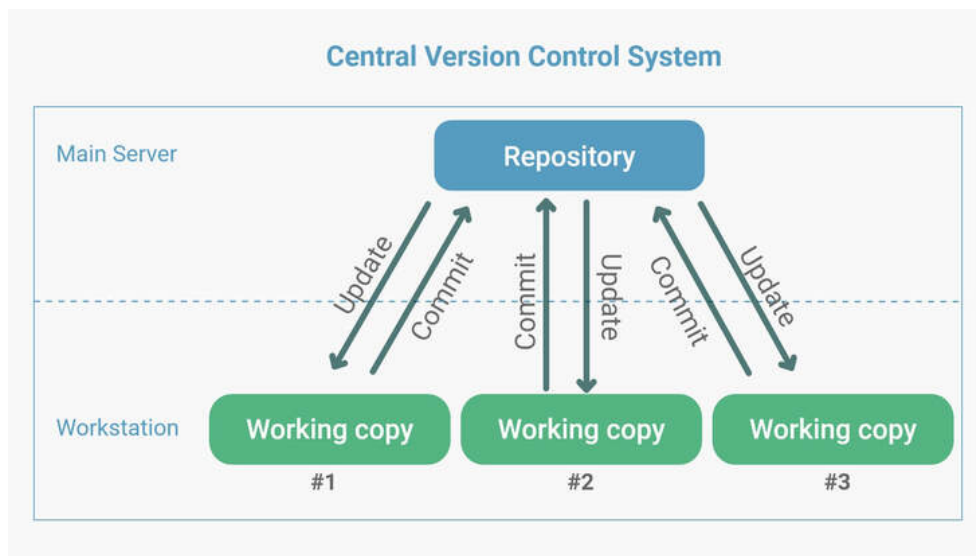 Central Version Control System
Main Server
Repository
Update
Commit
Commit
Update
Commit
Update
Workstation
Working copy
Working copy
Working copy
#1
#2
#3